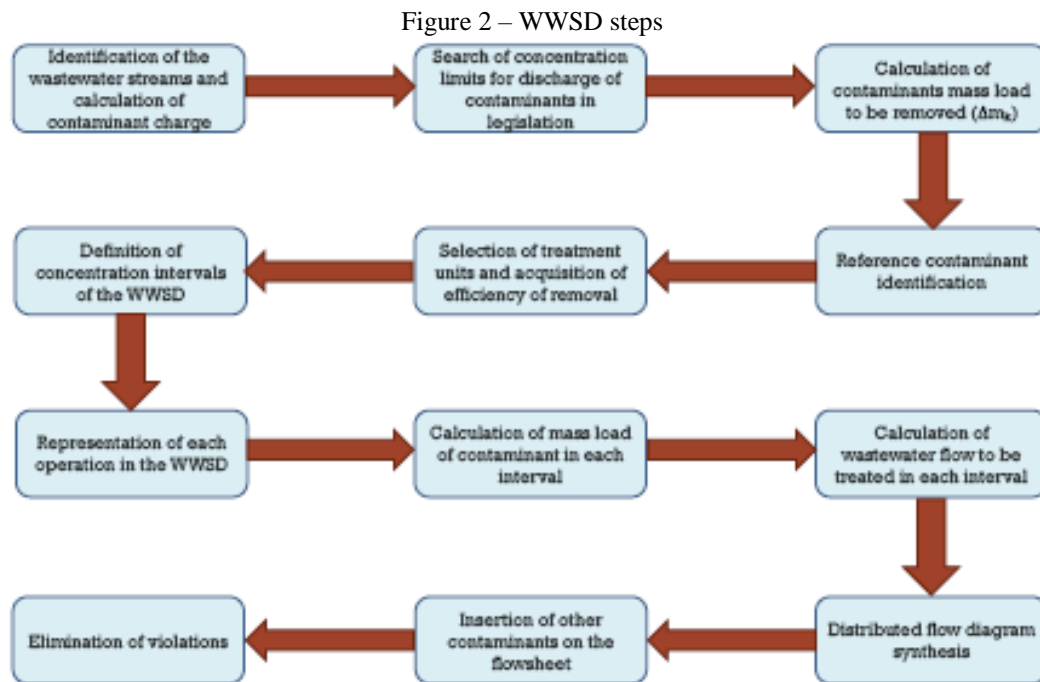 Figure 2 – WWSD steps
Identification of the
wastewater streams and
calculation of
contaminant charge
Search of concentration
limits for discharge of
contaminants in
legislation
Calculation of
contaminants mass load
to be removed (Δmₖ)
Reference contaminant
identification
Selection of treatment
units and acquisition of
efficiency of removal
Definition of
concentration intervals
of the WWSD
Representation of each
operation in the WWSD
Calculation of mass load
of contaminant in each
interval
Calculation of
wastewater flow to be
treated in each interval
Distributed flow diagram
synthesis
Insertion of other
contaminants on the
flowsheet
Elimination of violations